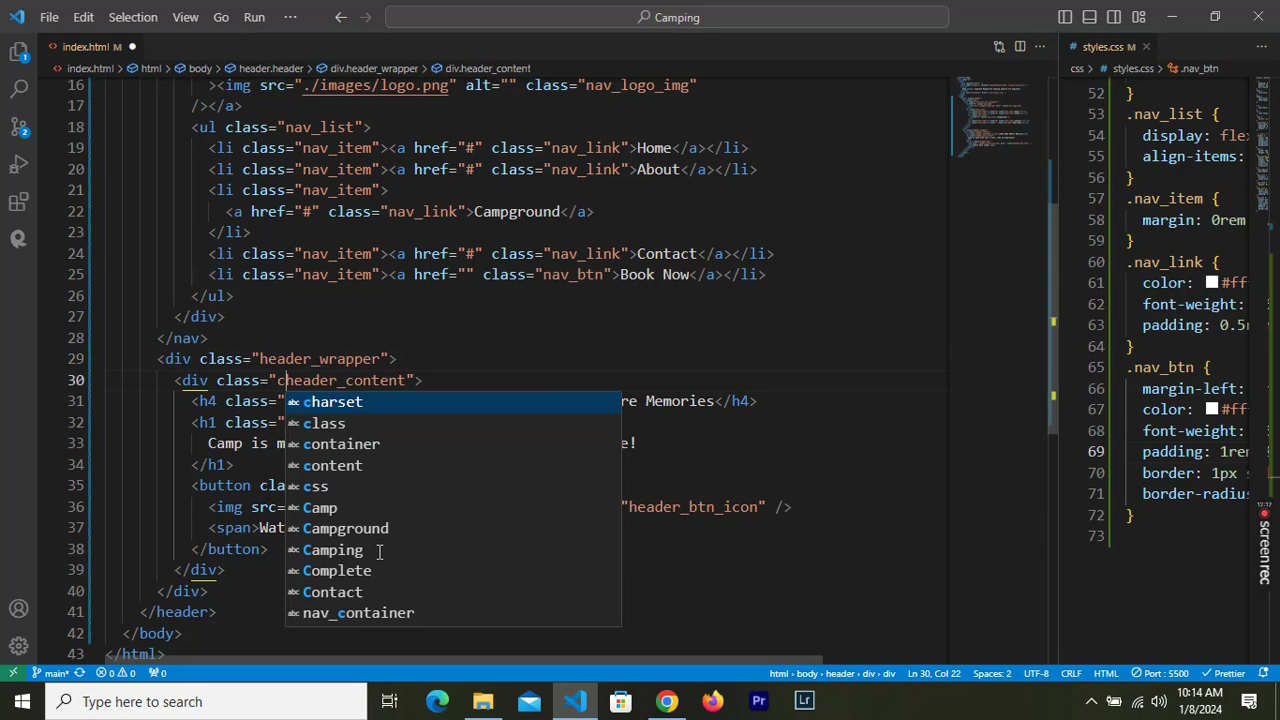 File Edit Selection View Go Run ··· Camping
index.html M ● styles.css M ×
index.html > html > body > header.header > div.header_wrapper > div.header_content
css > styles.css > .nav_btn
16 ><img src="./images/logo.png" alt="" class="nav_logo_img"
17 /></a>
18 <ul class="nav_list">
19 <li class="nav_item"><a href="#" class="nav_link">Home</a></li>
20 <li class="nav_item"><a href="#" class="nav_link">About</a></li>
21 <li class="nav_item">
22 <a href="#" class="nav_link">Campground</a>
23 </li>
24 <li class="nav_item"><a href="#" class="nav_link">Contact</a></li>
25 <li class="nav_item"><a href="" class="nav_btn">Book Now</a></li>
26 </ul>
27 </div>
28 </nav>
29 <div class="header_wrapper">
30 <div class="cheader_content">
31 <h4 class=" re Memories</h4>
32 <h1 class="
33 Camp is m e!
34 </h1>
35 <button cla
36 <img src= "header_btn_icon" />
37 <span>Wat
38 </button>
39 </div>
40 </div>
41 </header>
42 </body>
43 </html>
charset
class
container
content
css
Camp
Campground
Camping
Complete
Contact
nav_container
52 }
53 .nav_list {
54 display: fle
55 align-items:
56 }
57 .nav_item {
58 margin: 0rem
59 }
60 .nav_link {
61 color: #ff
62 font-weight:
63 padding: 0.5
64 }
65 .nav_btn {
66 margin-left:
67 color: #ff
68 font-weight:
69 padding: 1rem
70 border: 1px s
71 border-radius
72 }
73
12:12
screen rec
1
2
main* 0 0 0 html > body > header > div > div Ln 30, Col 22 Spaces: 2 UTF-8 CRLF HTML Port : 5500 Prettier
Type here to search
Pr
Lr
10:14 AM
1/8/2024